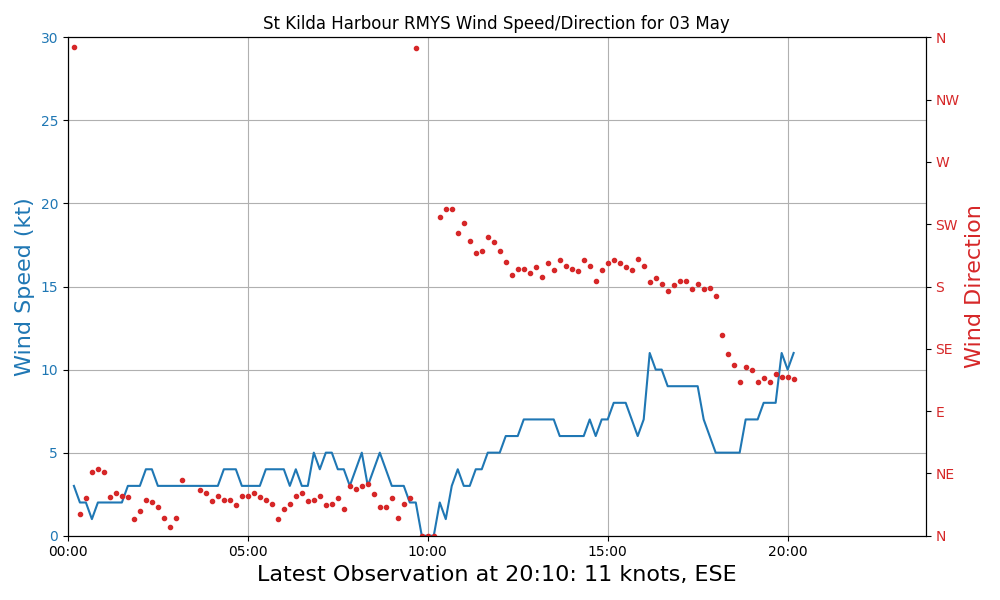 St Kilda Harbour RMYS Wind Speed/Direction for 03 May
30
25
20
15
10
5
0
Wind Speed (kt)
N
NW
W
SW
S
SE
E
NE
N
Wind Direction
00:00 05:00 10:00 15:00 20:00
Latest Observation at 20:10: 11 knots, ESE